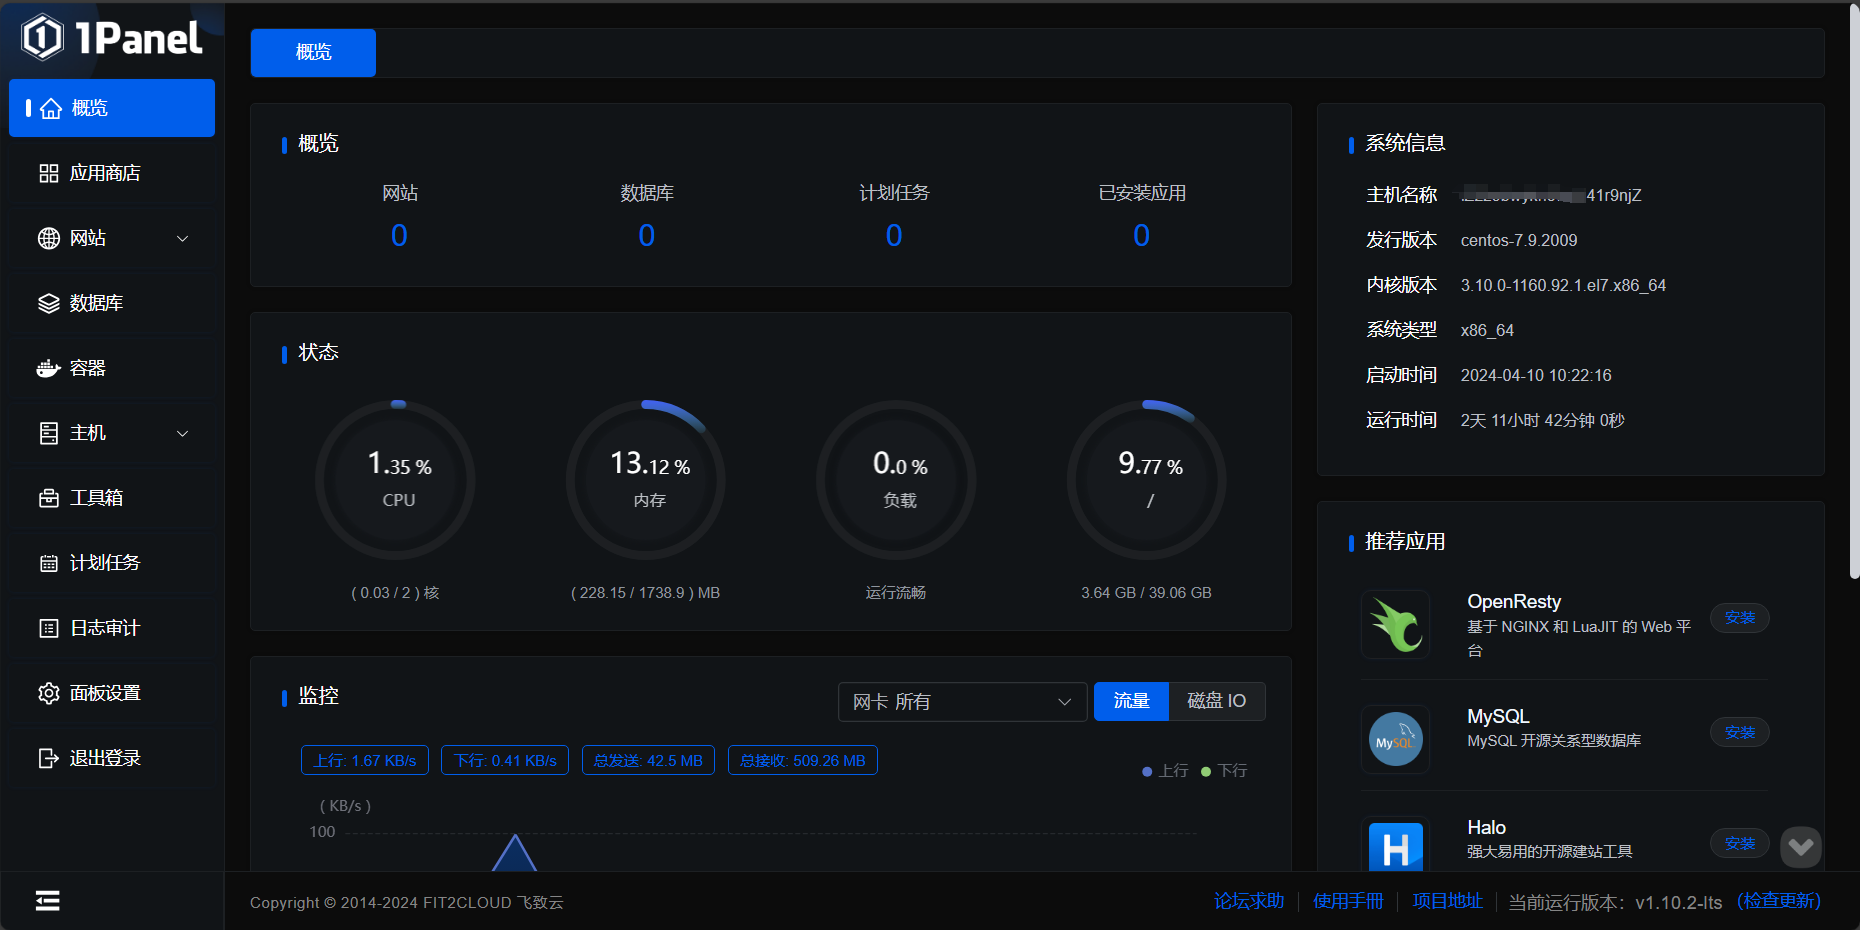 1Panel
概览
应用商店
网站
数据库
容器
主机
工具箱
计划任务
日志审计
面板设置
退出登录
概览
概览
网站
数据库
计划任务
已安装应用
0
0
0
0
状态
1.35 %
CPU
( 0.03 / 2 ) 核
13.12 %
内存
( 228.15 / 1738.9 ) MB
0.0 %
负载
运行流畅
9.77 %
/
3.64 GB / 39.06 GB
监控
网卡 所有
流量
磁盘 IO
上行: 1.67 KB/s
下行: 0.41 KB/s
总发送: 42.5 MB
总接收: 509.26 MB
上行
下行
( KB/s )
100
系统信息
主机名称 41r9njZ
发行版本 centos-7.9.2009
内核版本 3.10.0-1160.92.1.el7.x86_64
系统类型 x86_64
启动时间 2024-04-10 10:22:16
运行时间 2天 11小时 42分钟 0秒
推荐应用
OpenResty
基于 NGINX 和 LuaJIT 的 Web 平
台
安装
MySQL
MySQL
MySQL 开源关系型数据库
安装
H
Halo
强大易用的开源建站工具
安装
Copyright © 2014-2024 FIT2CLOUD 飞致云
论坛求助
使用手册
项目地址
当前运行版本: v1.10.2-lts (检查更新)